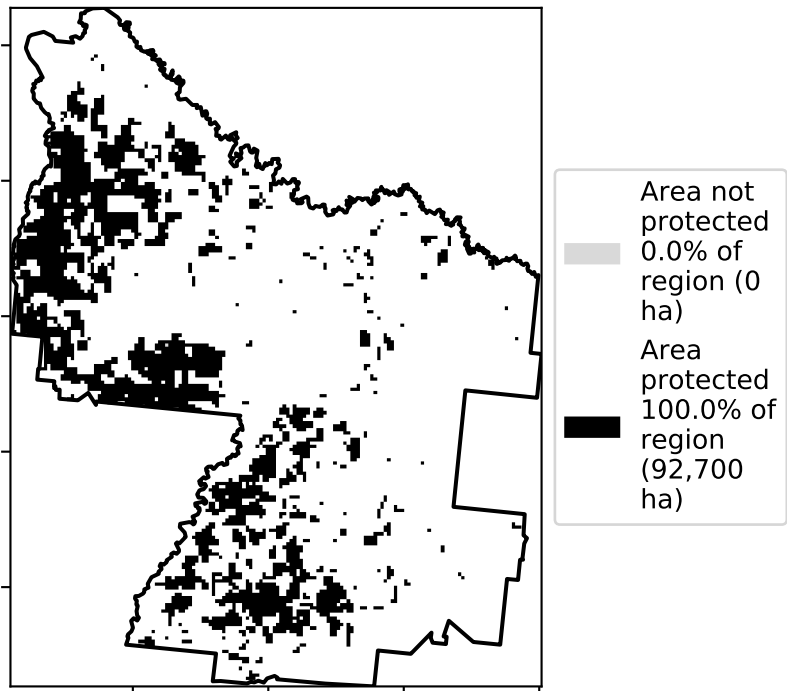 Area not
protected
0.0% of
region (0
ha)
Area
protected
100.0% of
region
(92,700
ha)